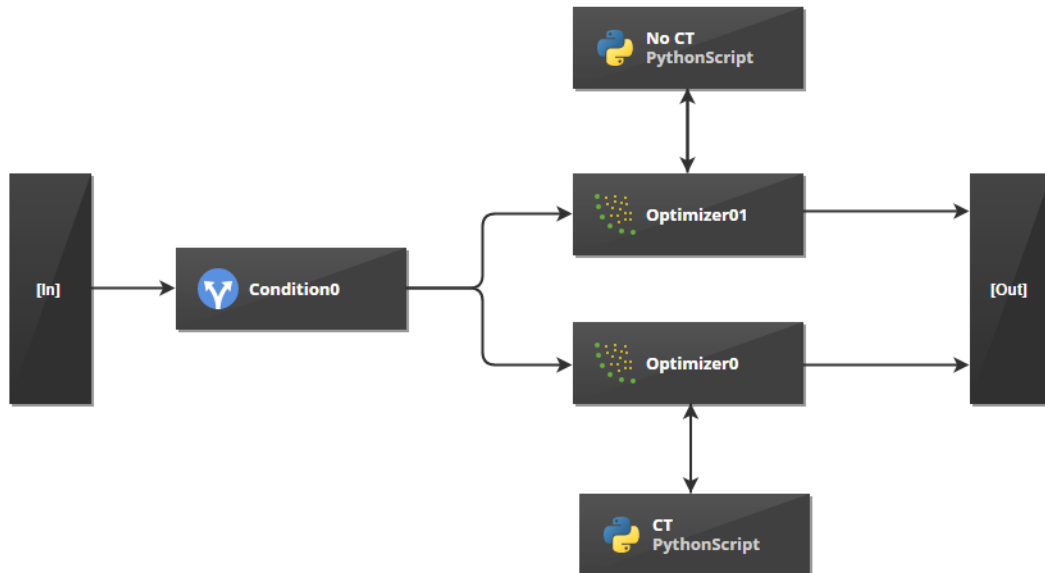 No CT
PythonScript
[In]
Condition0
Optimizer01
[Out]
Optimizer0
CT
PythonScript